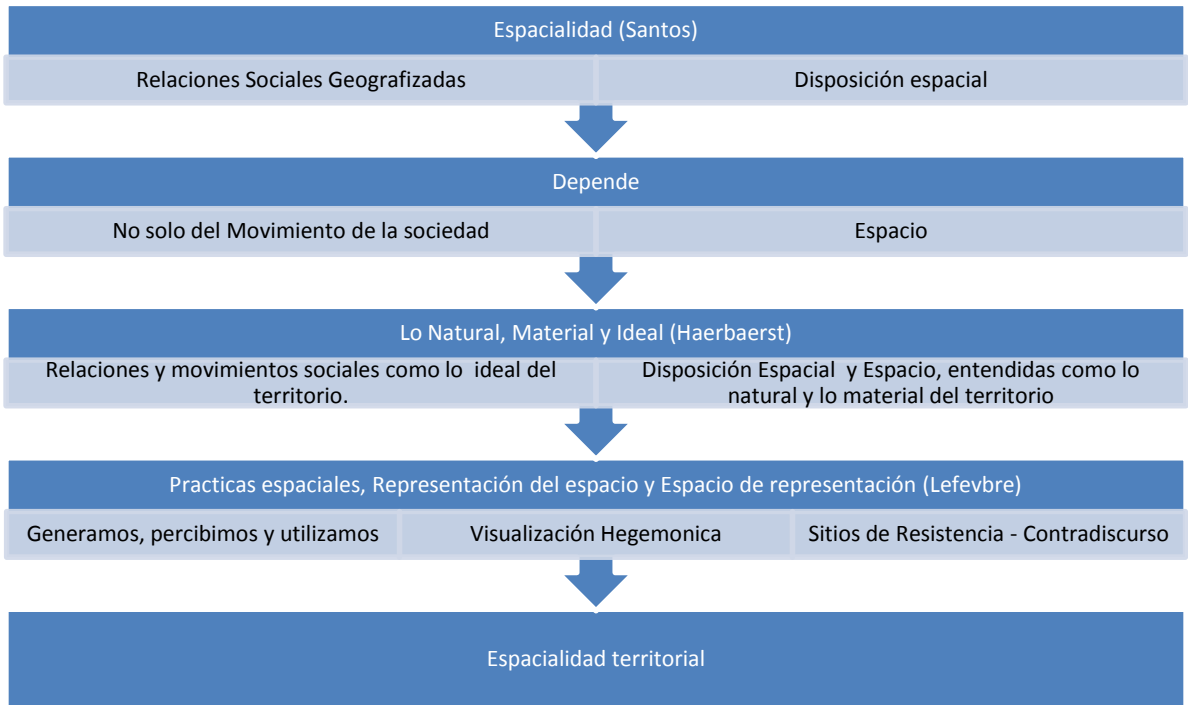 Espacialidad (Santos)
Relaciones Sociales Geografizadas
Disposición espacial
Depende
No solo del Movimiento de la sociedad
Espacio
Lo Natural, Material y Ideal (Haerbaerst)
Relaciones y movimientos sociales como lo ideal del
territorio.
Disposición Espacial y Espacio, entendidas como lo
natural y lo material del territorio
Practicas espaciales, Representación del espacio y Espacio de representación (Lefevbre)
Generamos, percibimos y utilizamos
Visualización Hegemonica
Sitios de Resistencia - Contradiscurso
Espacialidad territorial